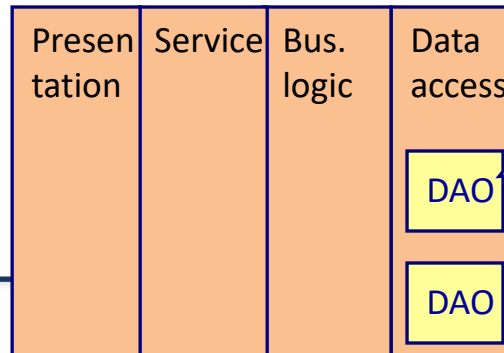 Presen
tation
Service
Bus.
logic
Data
access
DAO
DAO